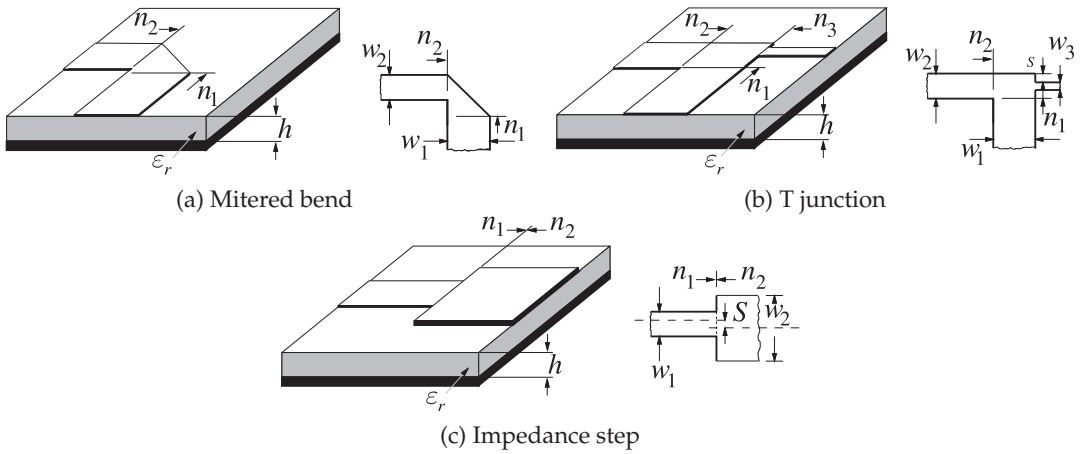 n₂
n₁
h
εᵣ
w₂
n₂
w₁
n₁
(a) Mitered bend
n₂
n₃
n₁
h
εᵣ
w₂
n₂
s
w₃
w₁
n₁
(b) T junction
n₁ n₂
h
εᵣ
n₁ n₂
S
w₂
w₁
(c) Impedance step